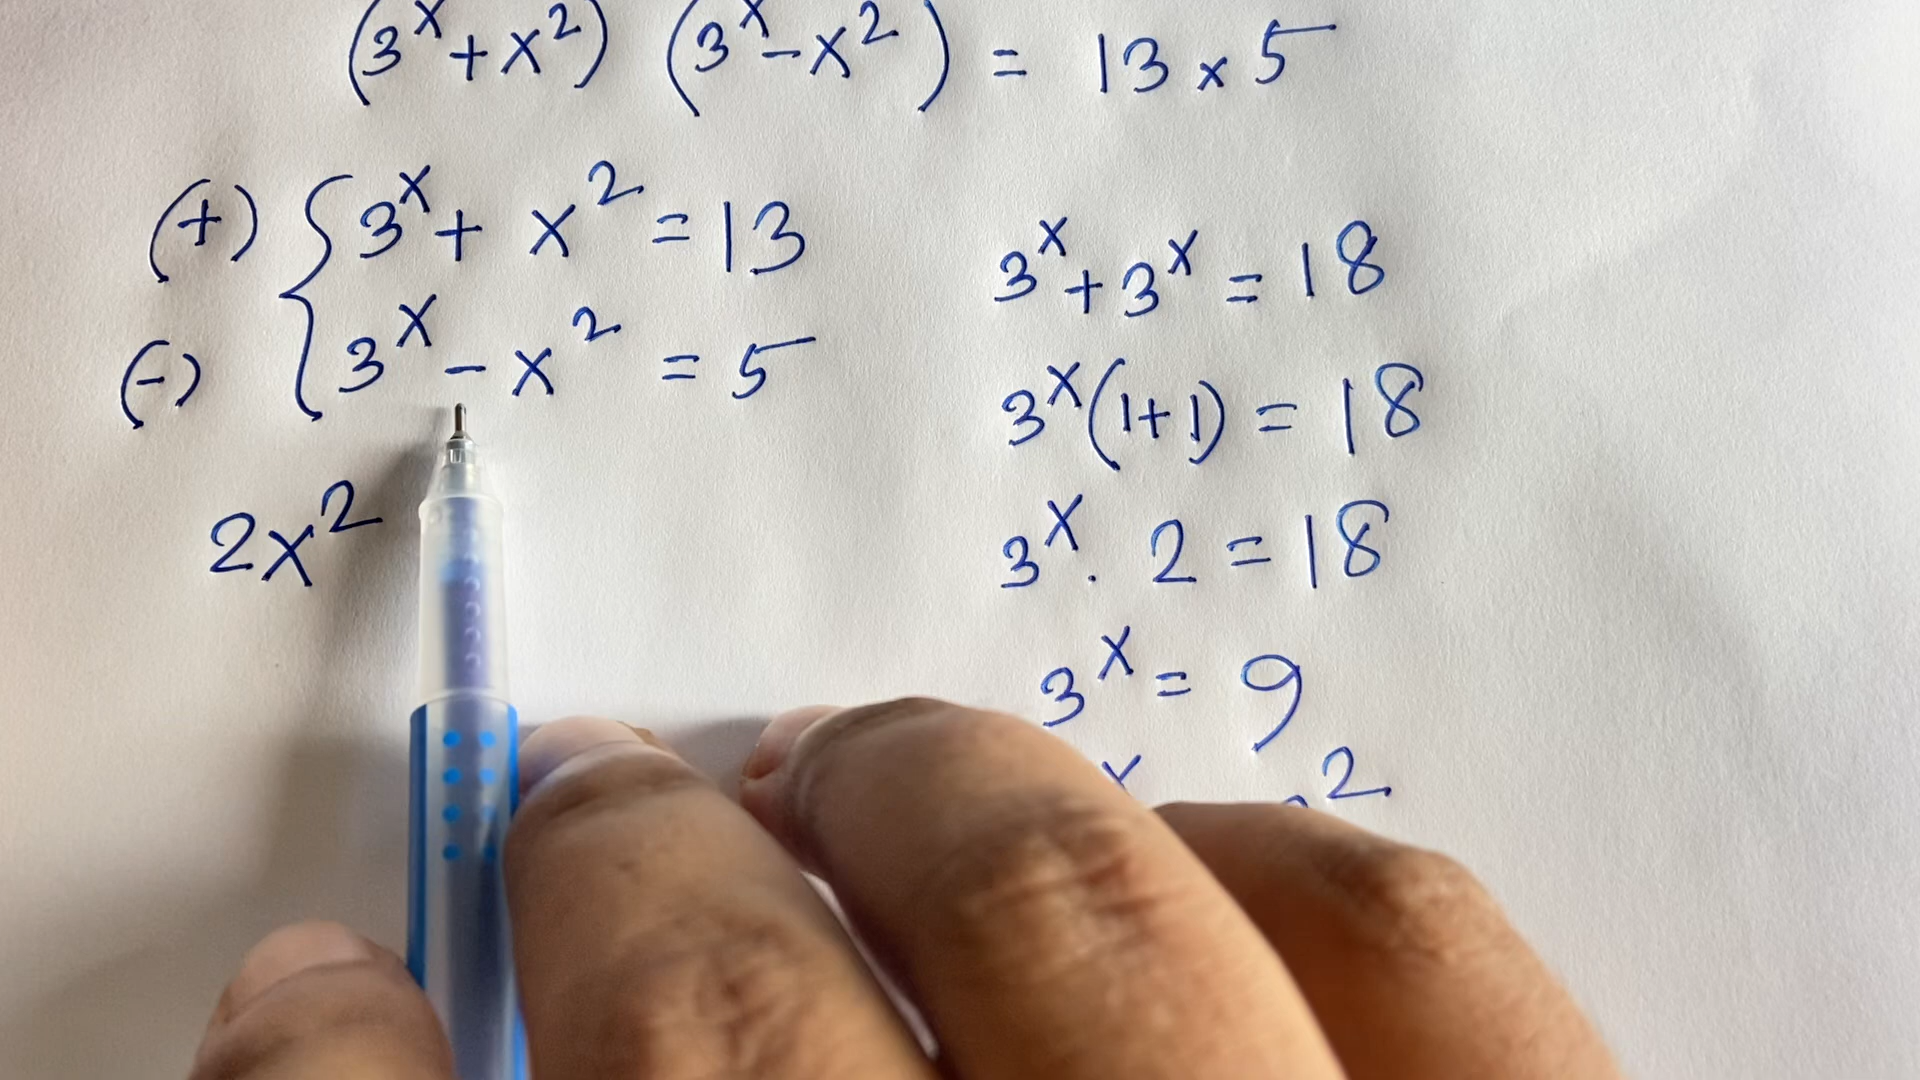 (3^x + x^2) (3^x - x^2) = 13 × 5
(+) { 3^x + x^2 = 13
(-) { 3^x - x^2 = 5
2x^2
3^x + 3^x = 18
3^x (1+1) = 18
3^x . 2 = 18
3^x = 9
x 2